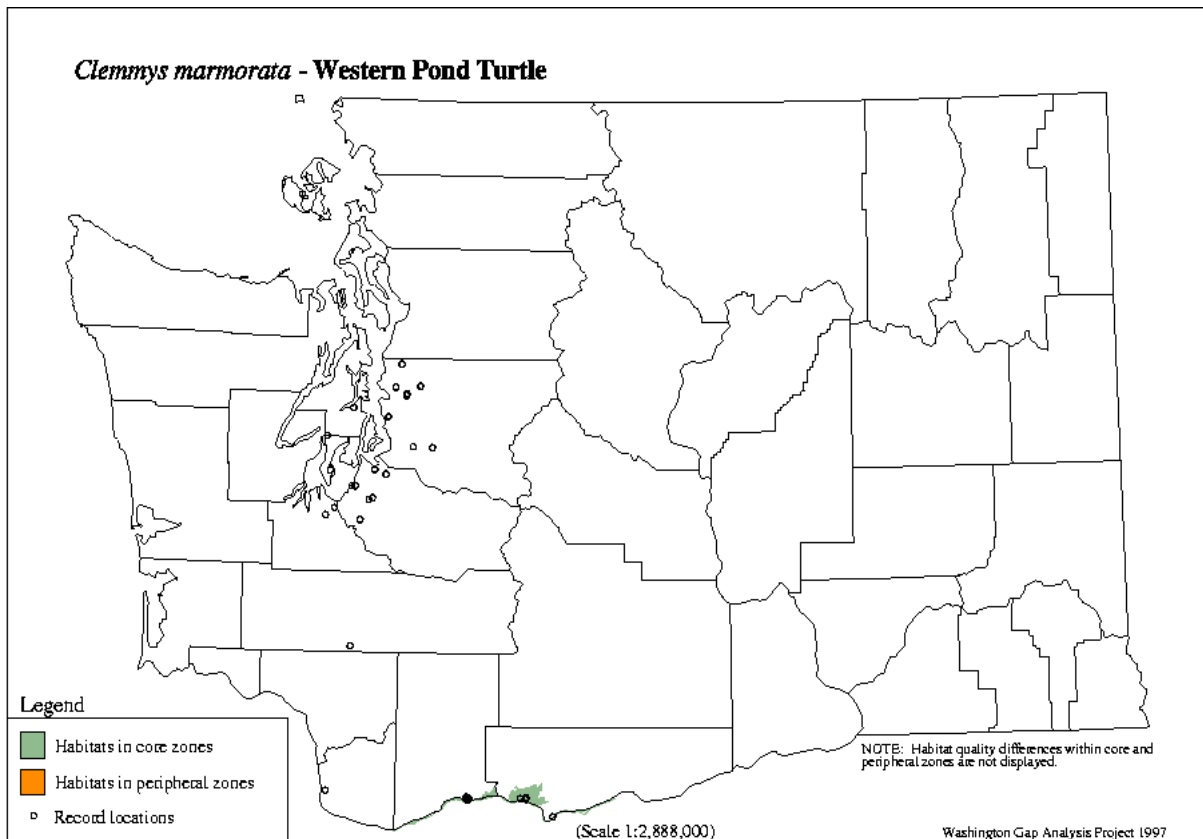 Clemmys marmorata - Western Pond Turtle
Legend
Habitats in core zones
Habitats in peripheral zones
Record locations
NOTE: Habitat quality differences within core and
peripheral zones are not displayed.
(Scale 1:2,888,000)
Washington Gap Analysis Project 1997